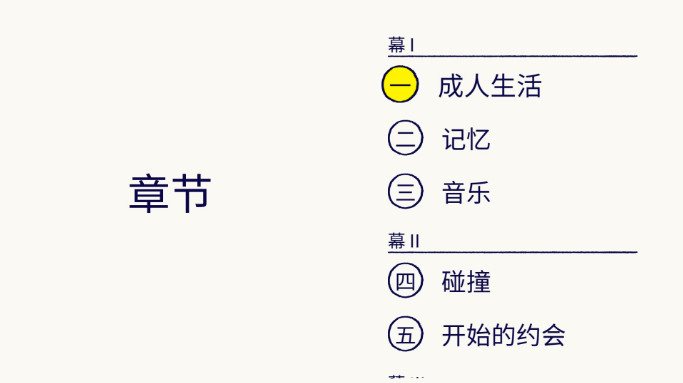 章节
幕 I
一 成人生活
二 记忆
三 音乐
幕 II
四 碰撞
五 开始的约会